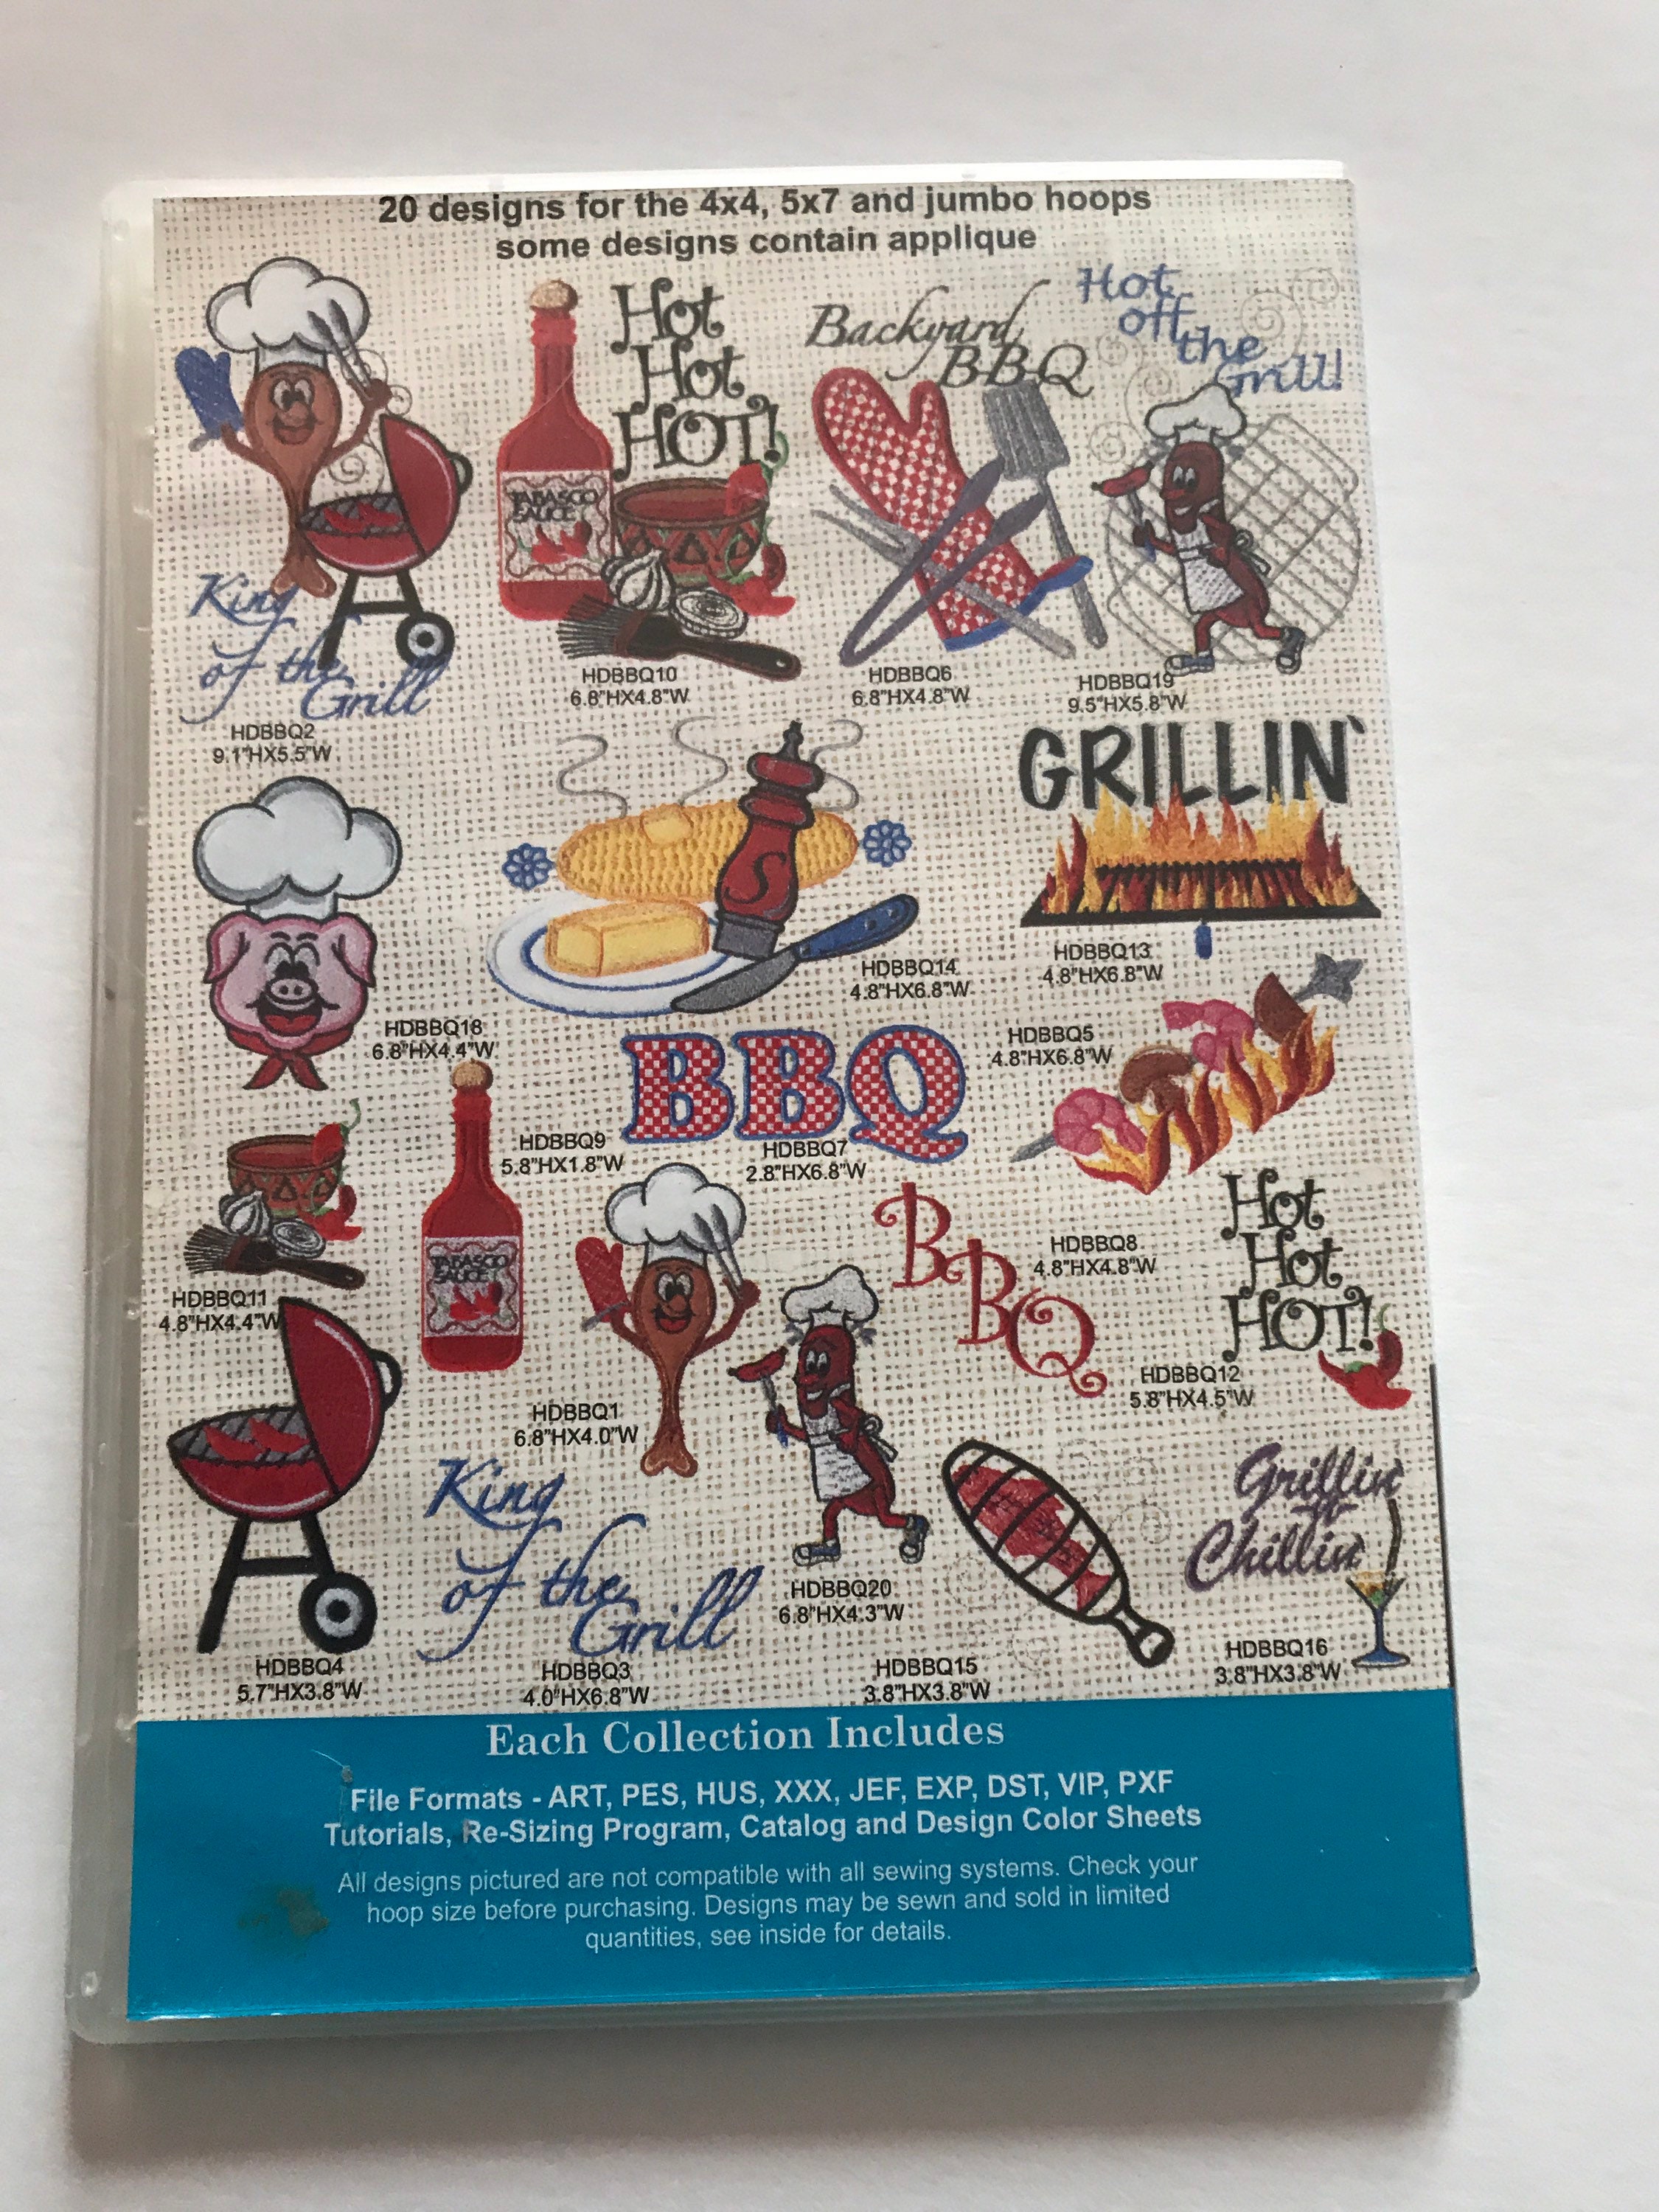 20 designs for the 4x4, 5x7 and jumbo hoops
some designs contain applique
King
of the
Grill
HDBBQ2
9.1"HX5.5"W
Hot
Hot
HOT!
TABASCO
SAUCE
HDBBQ10
6.8"HX4.8"W
Backyard
B-B-Q
HDBBQ6
6.8"HX4.8"W
Hot
off
the
Grill!
HDBBQ19
9.5"HX5.8"W
HDBBQ18
6.8"HX4.4"W
S
HDBBQ14
4.8"HX6.8"W
GRILLIN'
HDBBQ13
4.8"HX6.8"W
HDBBQ5
4.8"HX6.8"W
BBQ
HDBBQ7
2.8"HX6.8"W
HDBBQ9
5.8"HX1.8"W
TABASCO
SAUCE
HDBBQ11
4.8"HX4.4"W
HDBBQ1
6.8"HX4.0"W
BBQ
HDBBQ8
4.8"HX4.8"W
Hot
Hot
HOT!
HDBBQ12
5.8"HX4.5"W
HDBBQ4
5.7"HX3.8"W
King
of the
Grill
HDBBQ3
4.0"HX6.8"W
HDBBQ20
6.8"HX4.3"W
HDBBQ15
3.8"HX3.8"W
Grillin'
n'
Chillin'
HDBBQ16
3.8"HX3.8"W
Each Collection Includes
File Formats - ART, PES, HUS, XXX, JEF, EXP, DST, VIP, PXF
Tutorials, Re-Sizing Program, Catalog and Design Color Sheets
All designs pictured are not compatible with all sewing systems. Check your
hoop size before purchasing. Designs may be sewn and sold in limited
quantities, see inside for details.